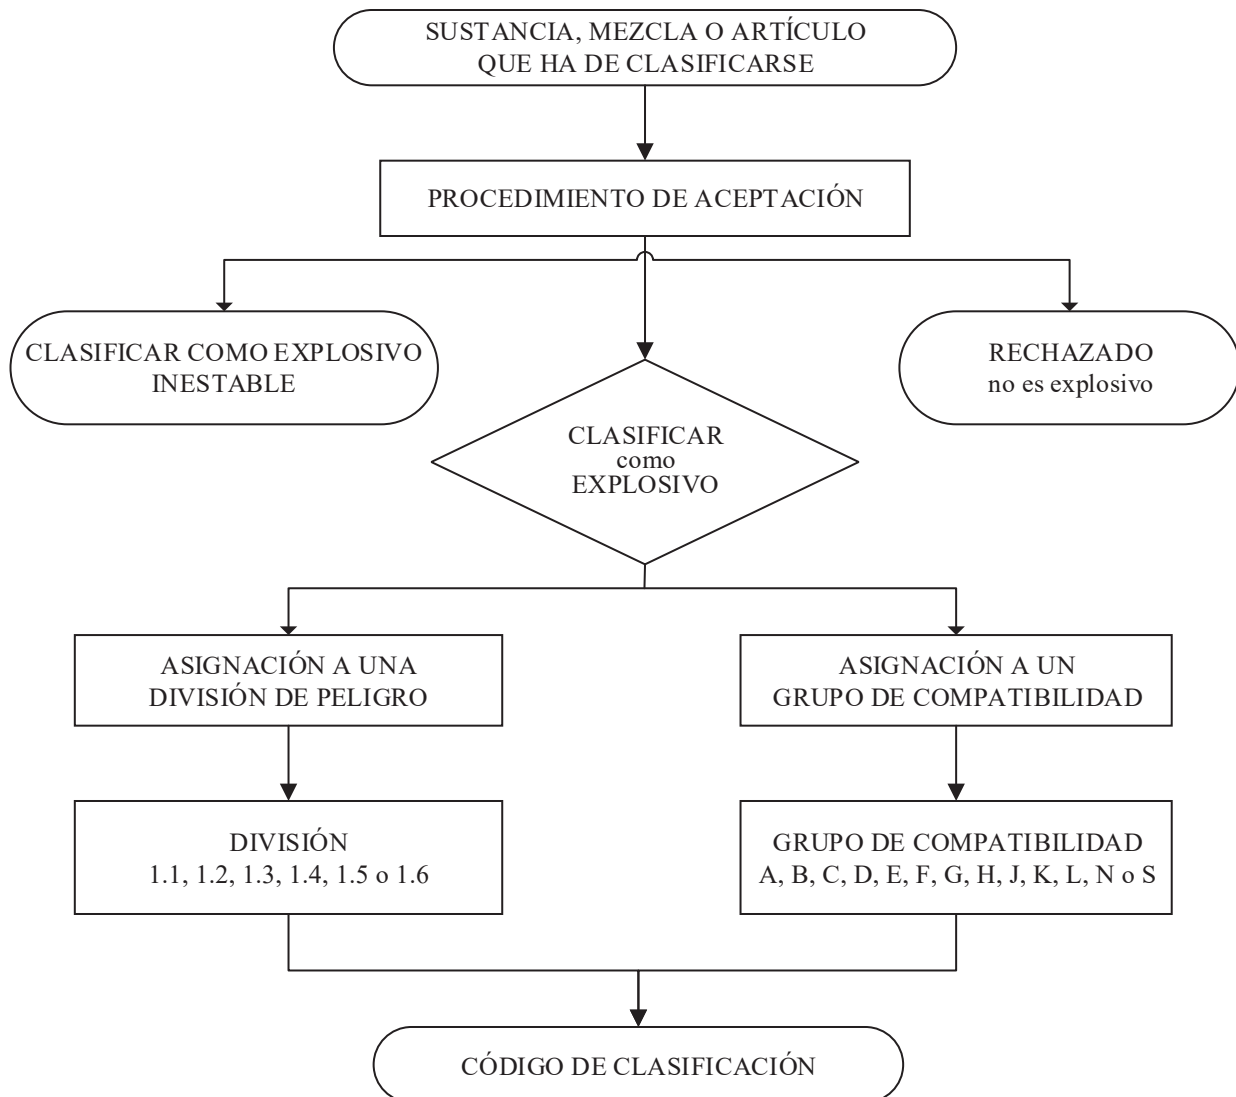 SUSTANCIA, MEZCLA O ARTÍCULO
QUE HA DE CLASIFICARSE
PROCEDIMIENTO DE ACEPTACIÓN
CLASIFICAR COMO EXPLOSIVO
INESTABLE
RECHAZADO
no es explosivo
CLASIFICAR
como
EXPLOSIVO
ASIGNACIÓN A UNA
DIVISIÓN DE PELIGRO
ASIGNACIÓN A UN
GRUPO DE COMPATIBILIDAD
DIVISIÓN
1.1, 1.2, 1.3, 1.4, 1.5 o 1.6
GRUPO DE COMPATIBILIDAD
A, B, C, D, E, F, G, H, J, K, L, N o S
CÓDIGO DE CLASIFICACIÓN